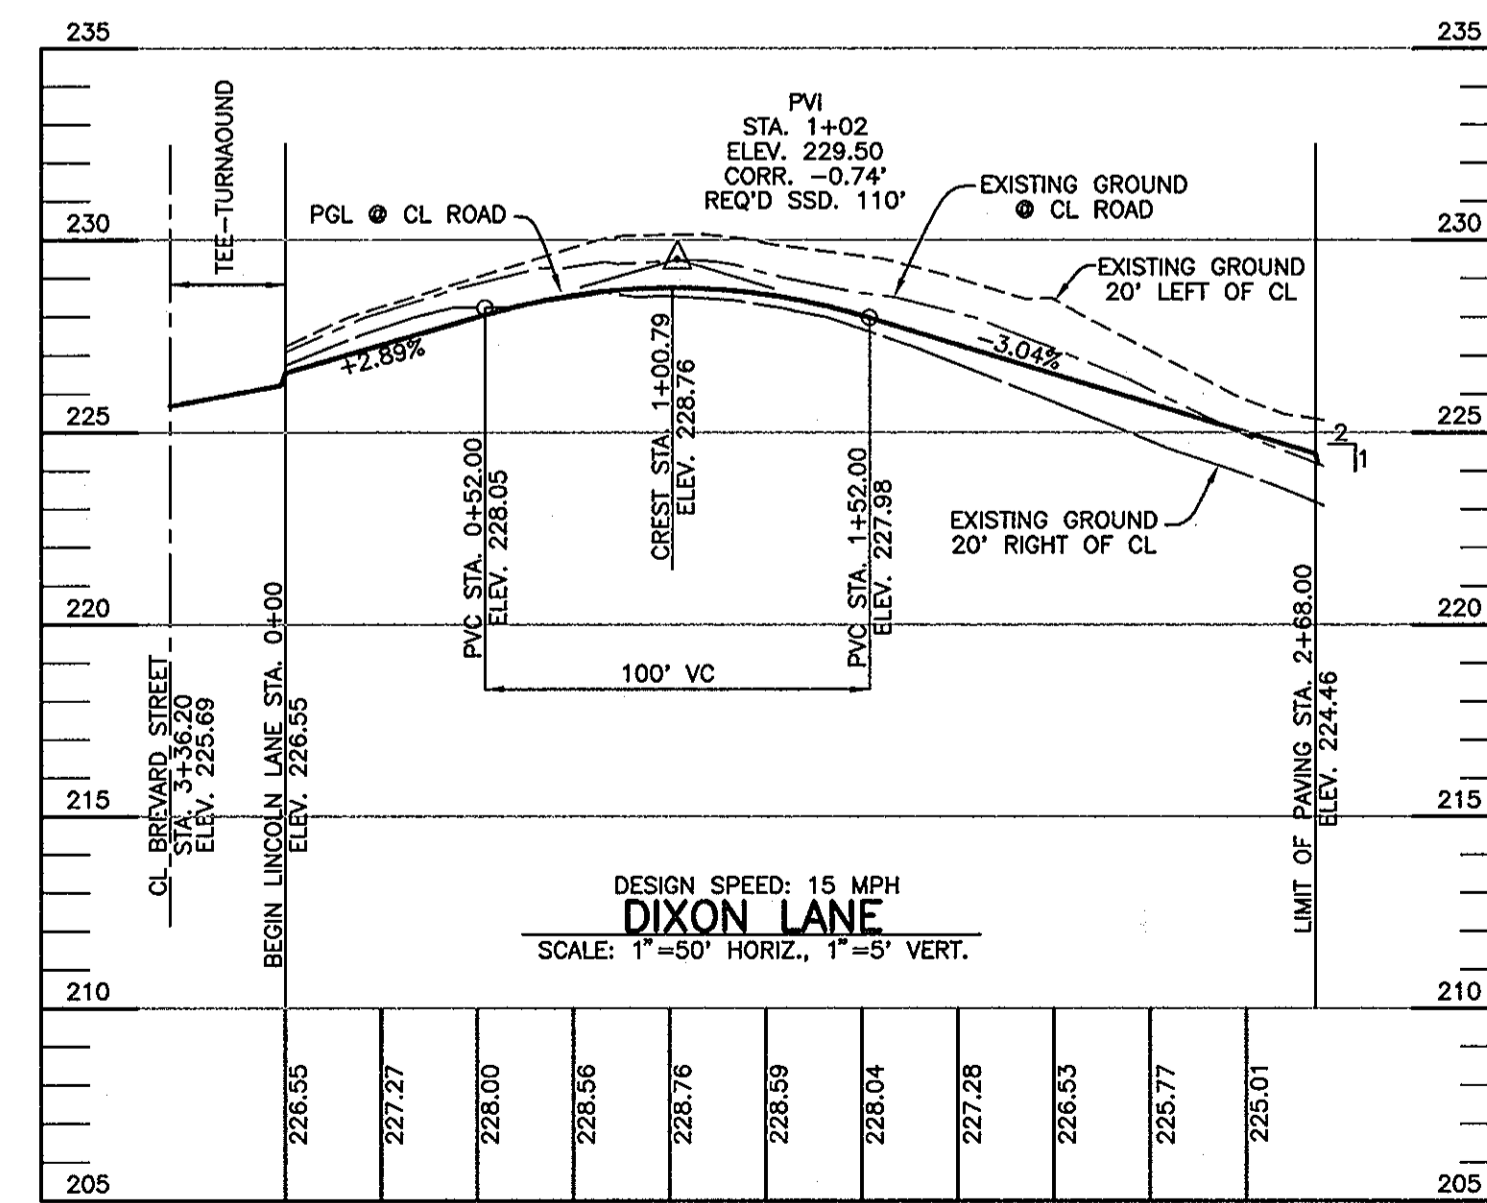 235
235
TEE-TURNAOUND
PVI
STA. 1+02
ELEV. 229.50
CORR. -0.74'
REQ'D SSD. 110'
PGL @ CL ROAD
EXISTING GROUND
@ CL ROAD
230
230
EXISTING GROUND
20' LEFT OF CL
+2.89%
-3.04%
225
225
2
1
CREST STA. 1+00.79
ELEV. 228.76
PVC STA. 0+52.00
ELEV. 228.05
PVC STA. 1+52.00
ELEV. 227.98
EXISTING GROUND
20' RIGHT OF CL
220
220
100' VC
CL BREVARD STREET
STA. 3+36.20
ELEV. 225.69
BEGIN LINCOLN LANE STA. 0+00
ELEV. 226.55
LIMIT OF PAVING STA. 2+68.00
ELEV. 224.46
215
215
DESIGN SPEED: 15 MPH
DIXON LANE
SCALE: 1"=50' HORIZ., 1"=5' VERT.
210
210
226.55
227.27
228.00
228.56
228.76
228.59
228.04
227.28
226.53
225.77
225.01
205
205